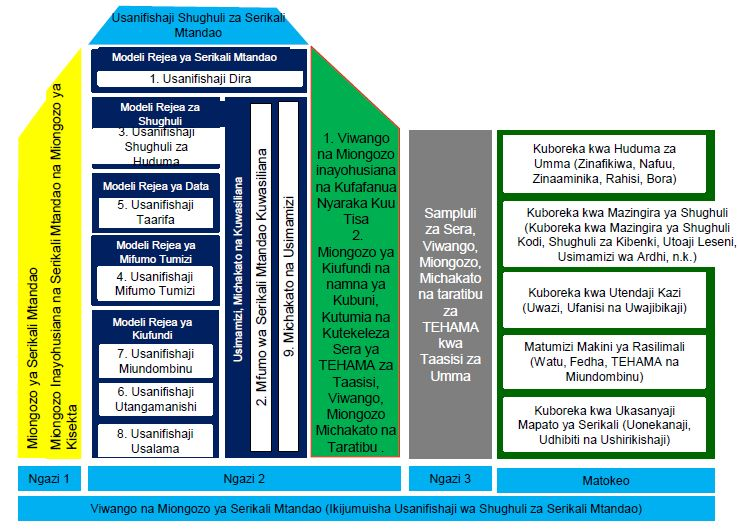 Usanifishaji Shughuli za Serikali
Mtandao
Miongozo ya Serikali Mtandao
Miongozo Inayohusiana na Serikali Mtandao na Miongozo ya
Kisekta
Modeli Rejea ya Serikali Mtandao
1. Usanifishaji Dira
Modeli Rejea za
Shughuli
3. Usanifishaji
Shughuli za
Huduma
Modeli Rejea ya Data
5. Usanifishaji
Taarifa
Modeli Rejea ya
Mifumo Tumizi
4. Usanifishaji
Mifumo Tumizi
Modeli Rejea ya
Kiufundi
7. Usanifishaji
Miundombinu
6. Usanifishaji
Utangamanishi
8. Usanifishaji
Usalama
Usimamizi, Michakato na Kuwasiliana
2. Mfumo wa Serikali Mtandao Kuwasiliana
9. Michakato na Usimamizi
1. Viwango
na Miongozo
inayohusiana
na Kufafanua
Nyaraka Kuu
Tisa
2.
Miongozo ya
Kiufundi na
namna ya
Kubuni,
Kutumia na
Kutekeleza
Sera ya
TEHAMA za
Taasisi,
Viwango,
Miongozo
Michakato na
Taratibu .
Sampluli
za Sera,
Viwango,
Miongozo,
Michakato
na taratibu
za
TEHAMA
kwa
Taasisi za
Umma
Kuboreka kwa Huduma za
Umma (Zinafikiwa, Nafuu,
Zinaaminika, Rahisi, Bora)
Kuboreka kwa Mazingira ya Shughuli
(Kuboreka kwa Mazingira ya Shughuli
Kodi, Shughuli za Kibenki, Utoaji Leseni,
Usimamizi wa Ardhi, n.k.)
Kuboreka kwa Utendaji Kazi
(Uwazi, Ufanisi na Uwajibikaji)
Matumizi Makini ya Rasilimali
(Watu, Fedha, TEHAMA na
Miundombinu)
Kuboreka kwa Ukasanyaji
Mapato ya Serikali (Uonekanaji,
Udhibiti na Ushirikishaji)
Ngazi 1
Ngazi 2
Ngazi 3
Matokeo
Viwango na Miongozo ya Serikali Mtandao (Ikijumuisha Usanifishaji wa Shughuli za Serikali Mtandao)